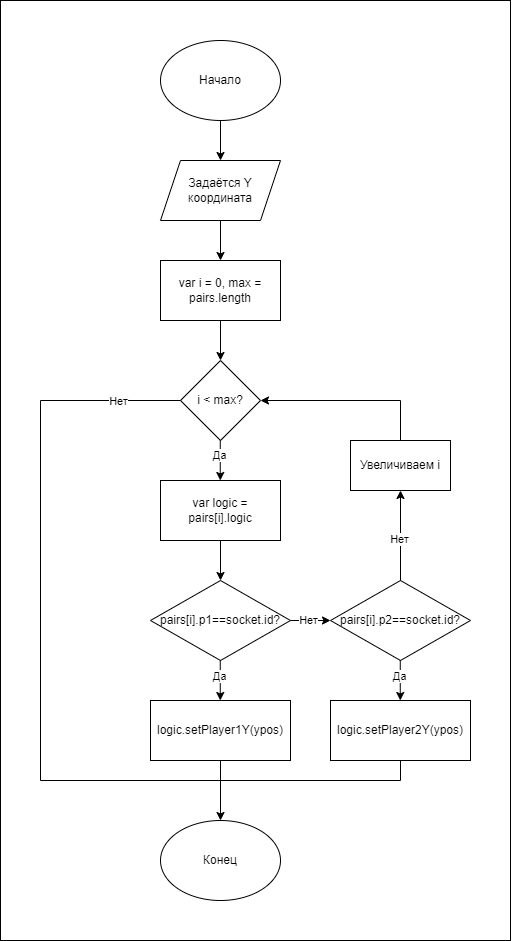 Начало
Задаётся Y
координата
var i = 0, max =
pairs.length
i < max?
Нет
Да
Увеличиваем i
var logic =
pairs[i].logic
Нет
pairs[i].p1==socket.id?
Нет
pairs[i].p2==socket.id?
Да
Да
logic.setPlayer1Y(ypos)
logic.setPlayer2Y(ypos)
Конец